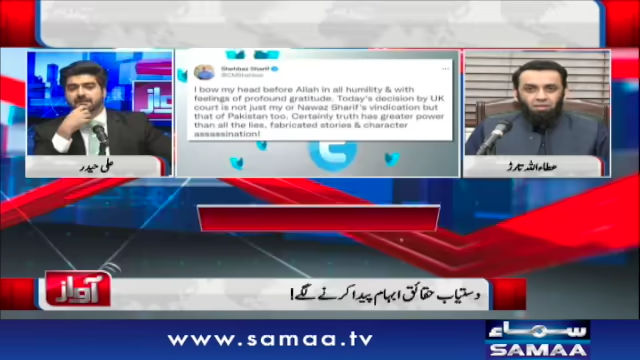 Shehbaz Sharif
@CMShehbaz
I bow my head before Allah in all humility & with
feelings of profound gratitude. Today's decision by UK
court is not just my or Nawaz Sharif's vindication but
that of Pakistan too. Certainly truth has greater power
than all the lies, fabricated stories & character
assassination!
علی حیدر
عطاءاللہ تارڑ
آواز
دستیاب حقائق ابہام پیدا کرنے لگے!
www.samaa.tv
سماء
SAMAA